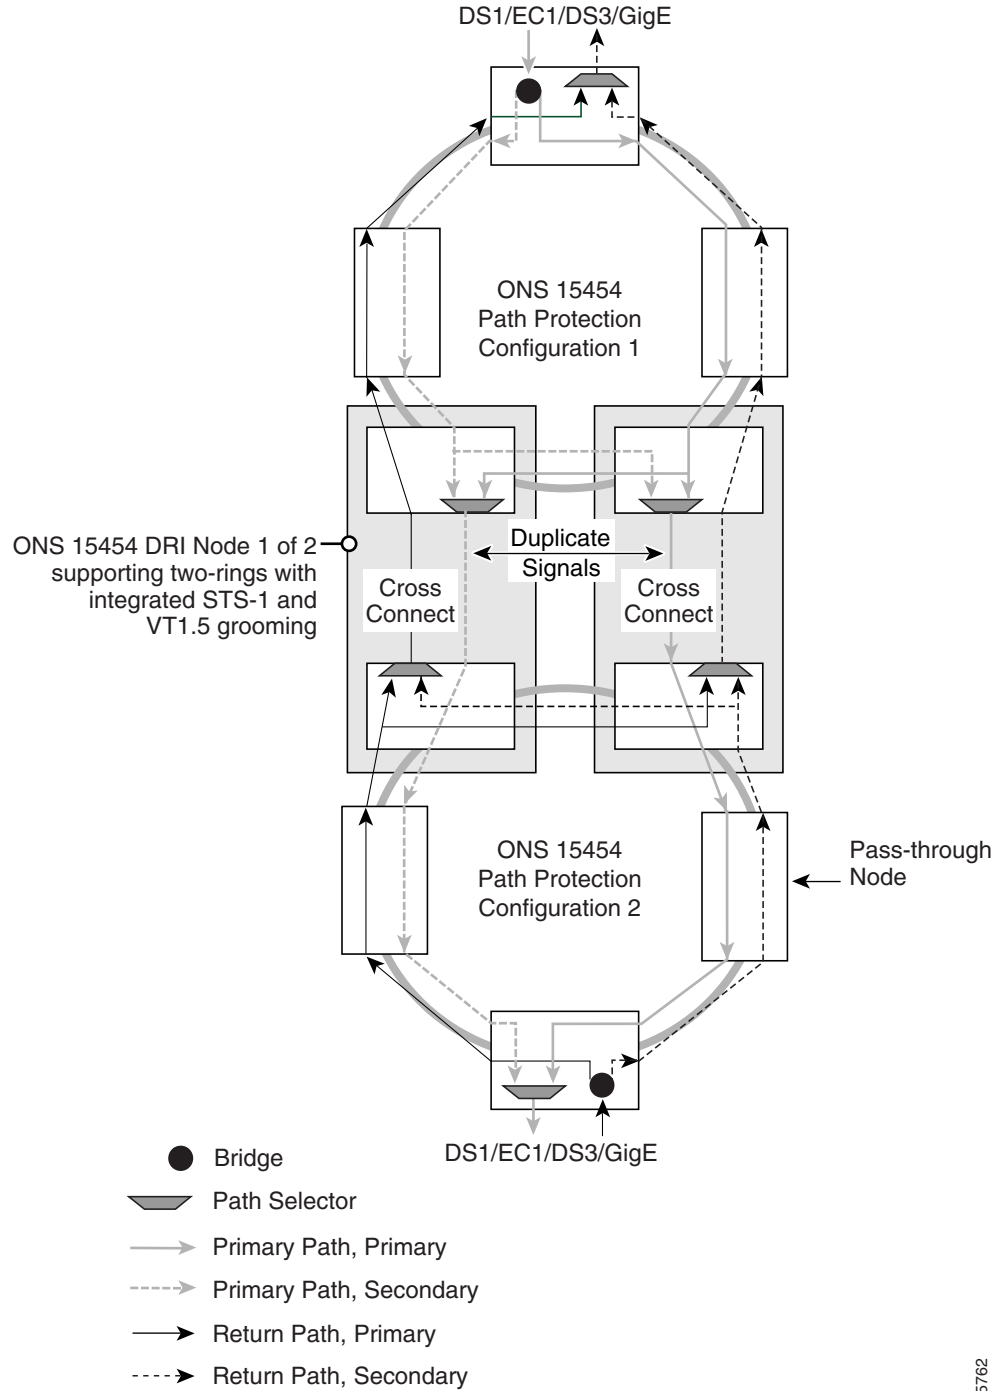 DS1/EC1/DS3/GigE
ONS 15454
Path Protection
Configuration 1
ONS 15454 DRI Node 1 of 2
supporting two-rings with
integrated STS-1 and
VT1.5 grooming
Duplicate
Signals
Cross
Connect
Cross
Connect
ONS 15454
Path Protection
Configuration 2
Pass-through
Node
DS1/EC1/DS3/GigE
Bridge
Path Selector
Primary Path, Primary
Primary Path, Secondary
Return Path, Primary
Return Path, Secondary
5762